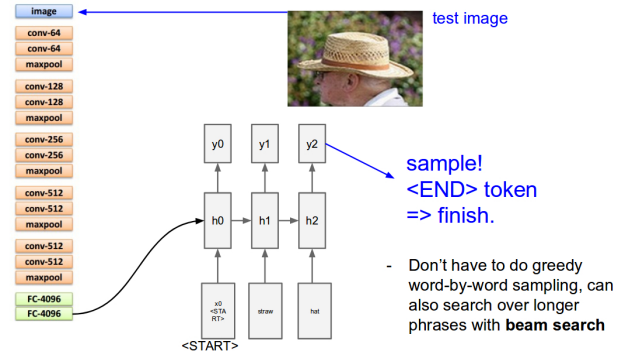 image
conv-64
conv-64
maxpool
conv-128
conv-128
maxpool
conv-256
conv-256
maxpool
conv-512
conv-512
maxpool
conv-512
conv-512
maxpool
FC-4096
FC-4096
test image
y0 y1 y2
h0 h1 h2
x0
<STA
RT>
straw
hat
<START>
sample!
<END> token
=> finish.
- Don't have to do greedy
word-by-word sampling, can
also search over longer
phrases with beam search